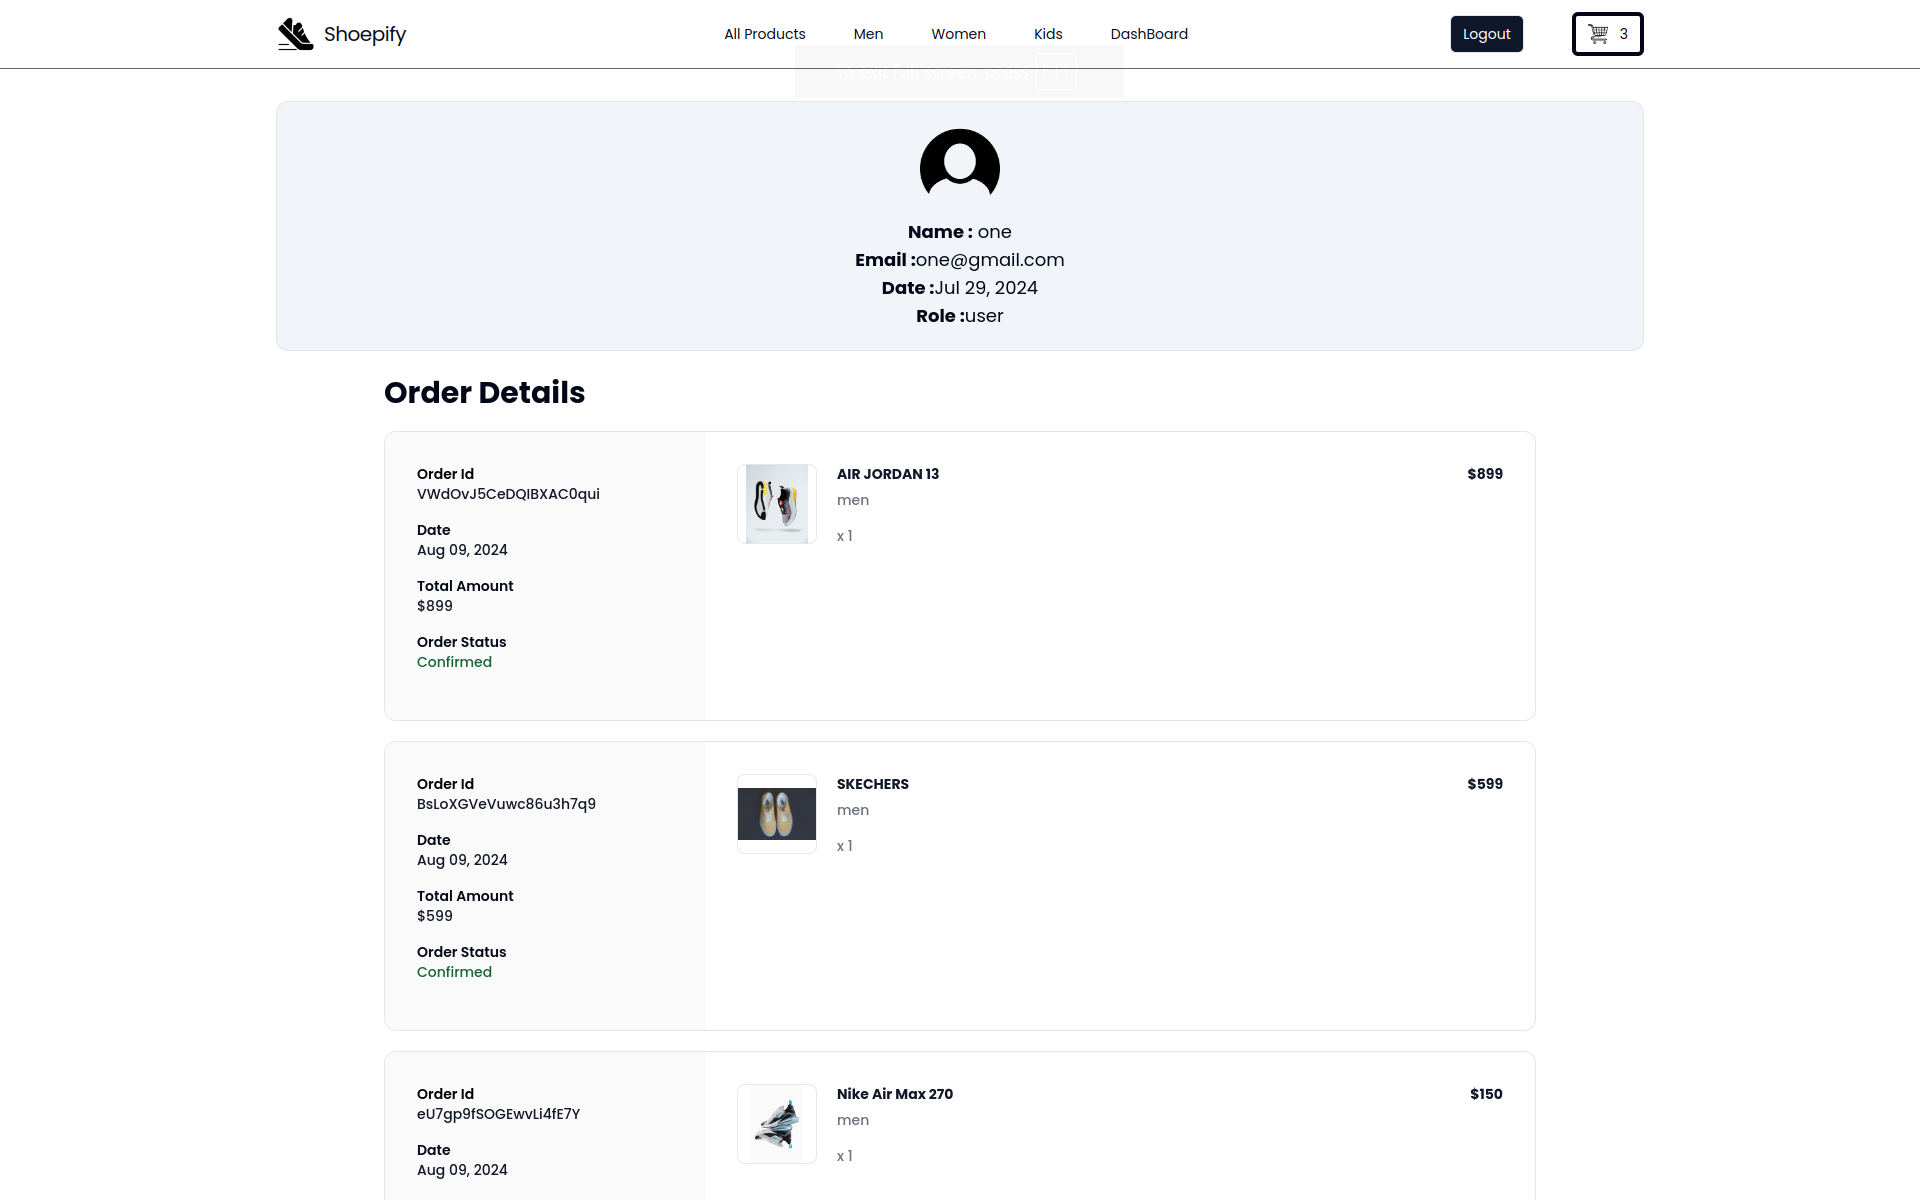 Shoepify
All Products
Men
Women
Kids
DashBoard
Logout
3
To exit Full screen, press F11
Name : one
Email :one@gmail.com
Date :Jul 29, 2024
Role :user
Order Details
Order Id
VWdOvJ5CeDQIBXAC0qui
Date
Aug 09, 2024
Total Amount
$899
Order Status
Confirmed
AIR JORDAN 13
$899
men
x 1
Order Id
BsLoXGVeVuwc86u3h7q9
Date
Aug 09, 2024
Total Amount
$599
Order Status
Confirmed
SKECHERS
$599
men
x 1
Order Id
eU7gp9fSOGEwvLi4fE7Y
Date
Aug 09, 2024
Nike Air Max 270
$150
men
x 1